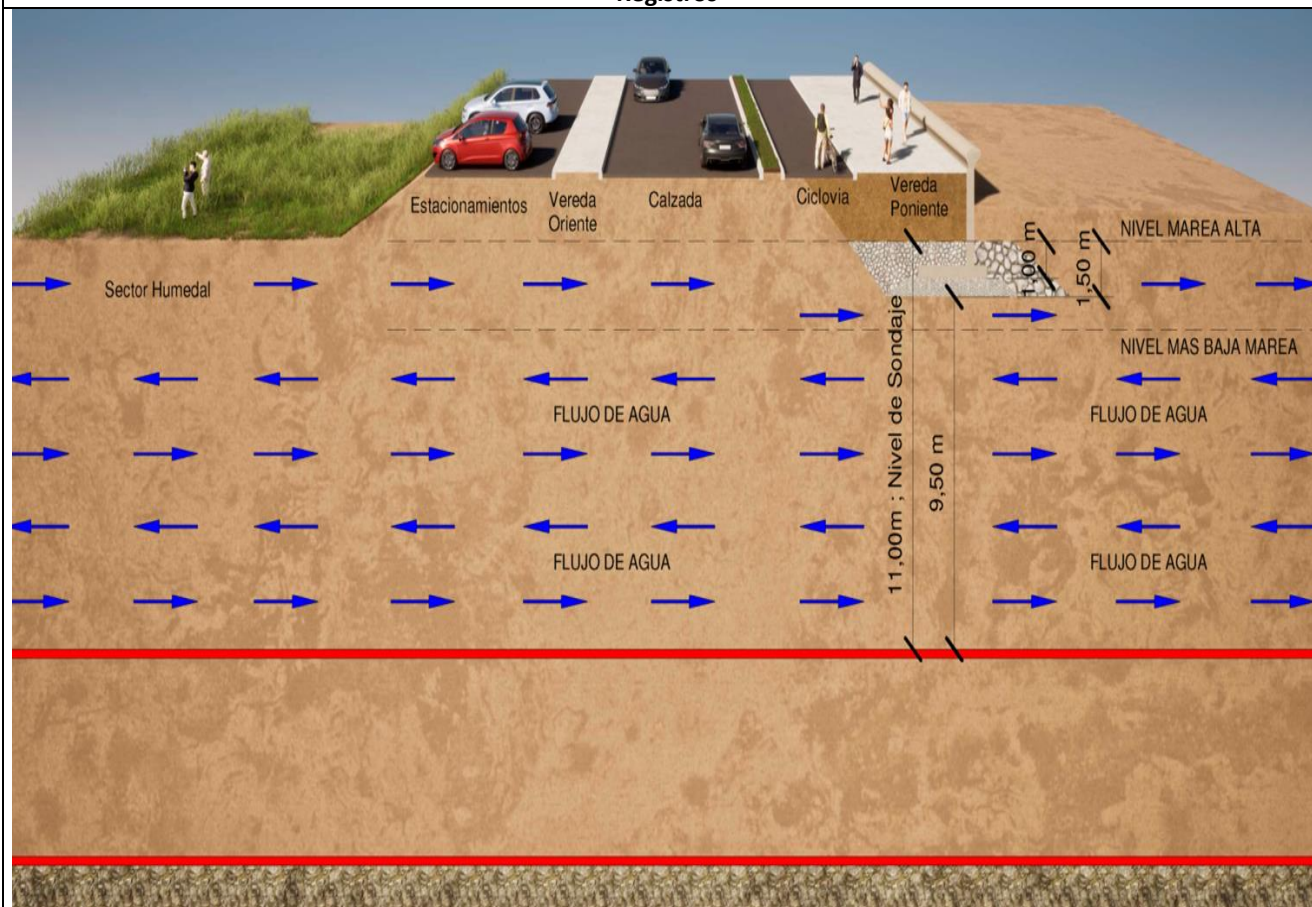 Estacionamientos
Vereda
Oriente
Calzada
Ciclovia
Vereda
Poniente
NIVEL MAREA ALTA
1,00 m
1,50 m
Sector Humedal
NIVEL MAS BAJA MAREA
11,00m ; Nivel de Sondaje
9,50 m
FLUJO DE AGUA
FLUJO DE AGUA
FLUJO DE AGUA
FLUJO DE AGUA